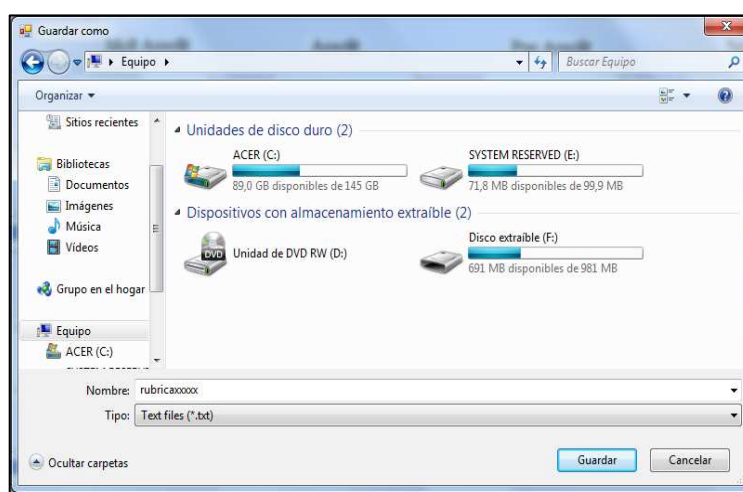 Guardar como
Equipo
Buscar Equipo
Organizar
Sitios recientes
Bibliotecas
Documentos
Imágenes
Música
Vídeos
Grupo en el hogar
Equipo
ACER (C:)
Unidades de disco duro (2)
ACER (C:)
89,0 GB disponibles de 145 GB
SYSTEM RESERVED (E:)
71,8 MB disponibles de 99,9 MB
Dispositivos con almacenamiento extraíble (2)
DVD
Unidad de DVD RW (D:)
Disco extraíble (F:)
691 MB disponibles de 981 MB
Nombre: rubricaxxxxx
Tipo: Text files (*.txt)
Ocultar carpetas
Guardar
Cancelar